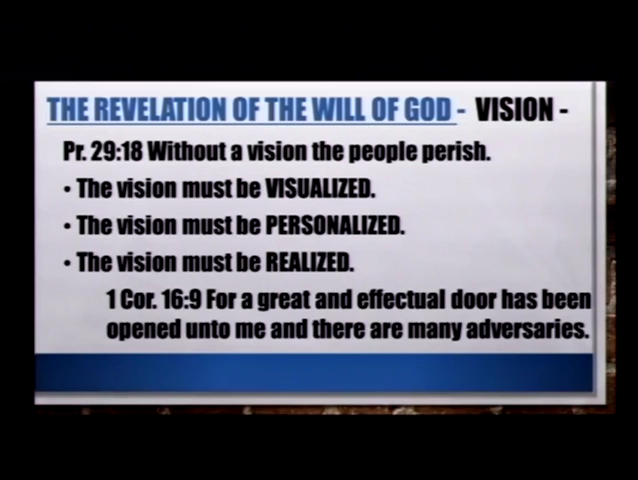 THE REVELATION OF THE WILL OF GOD - VISION -
Pr. 29:18 Without a vision the people perish.
• The vision must be VISUALIZED.
• The vision must be PERSONALIZED.
• The vision must be REALIZED.
1 Cor. 16:9 For a great and effectual door has been
opened unto me and there are many adversaries.